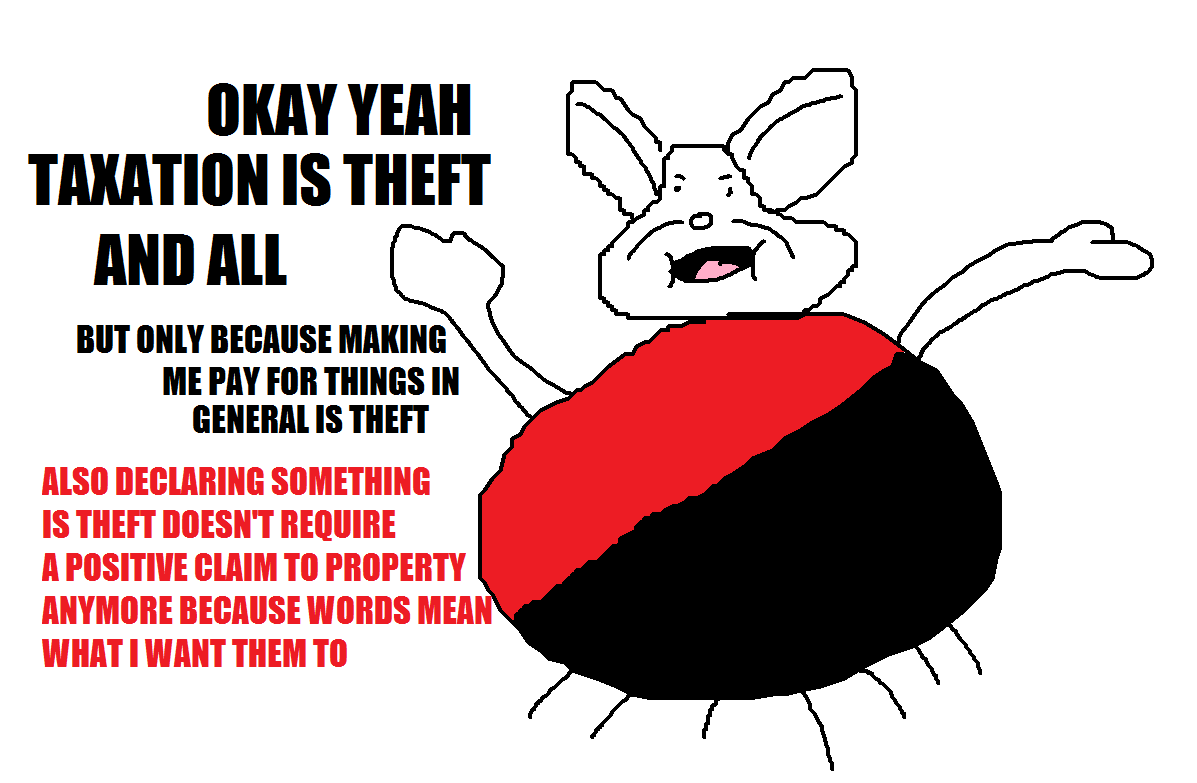 OKAY YEAH
TAXATION IS THEFT
AND ALL
BUT ONLY BECAUSE MAKING
ME PAY FOR THINGS IN
GENERAL IS THEFT
ALSO DECLARING SOMETHING
IS THEFT DOESN'T REQUIRE
A POSITIVE CLAIM TO PROPERTY
ANYMORE BECAUSE WORDS MEAN
WHAT I WANT THEM TO